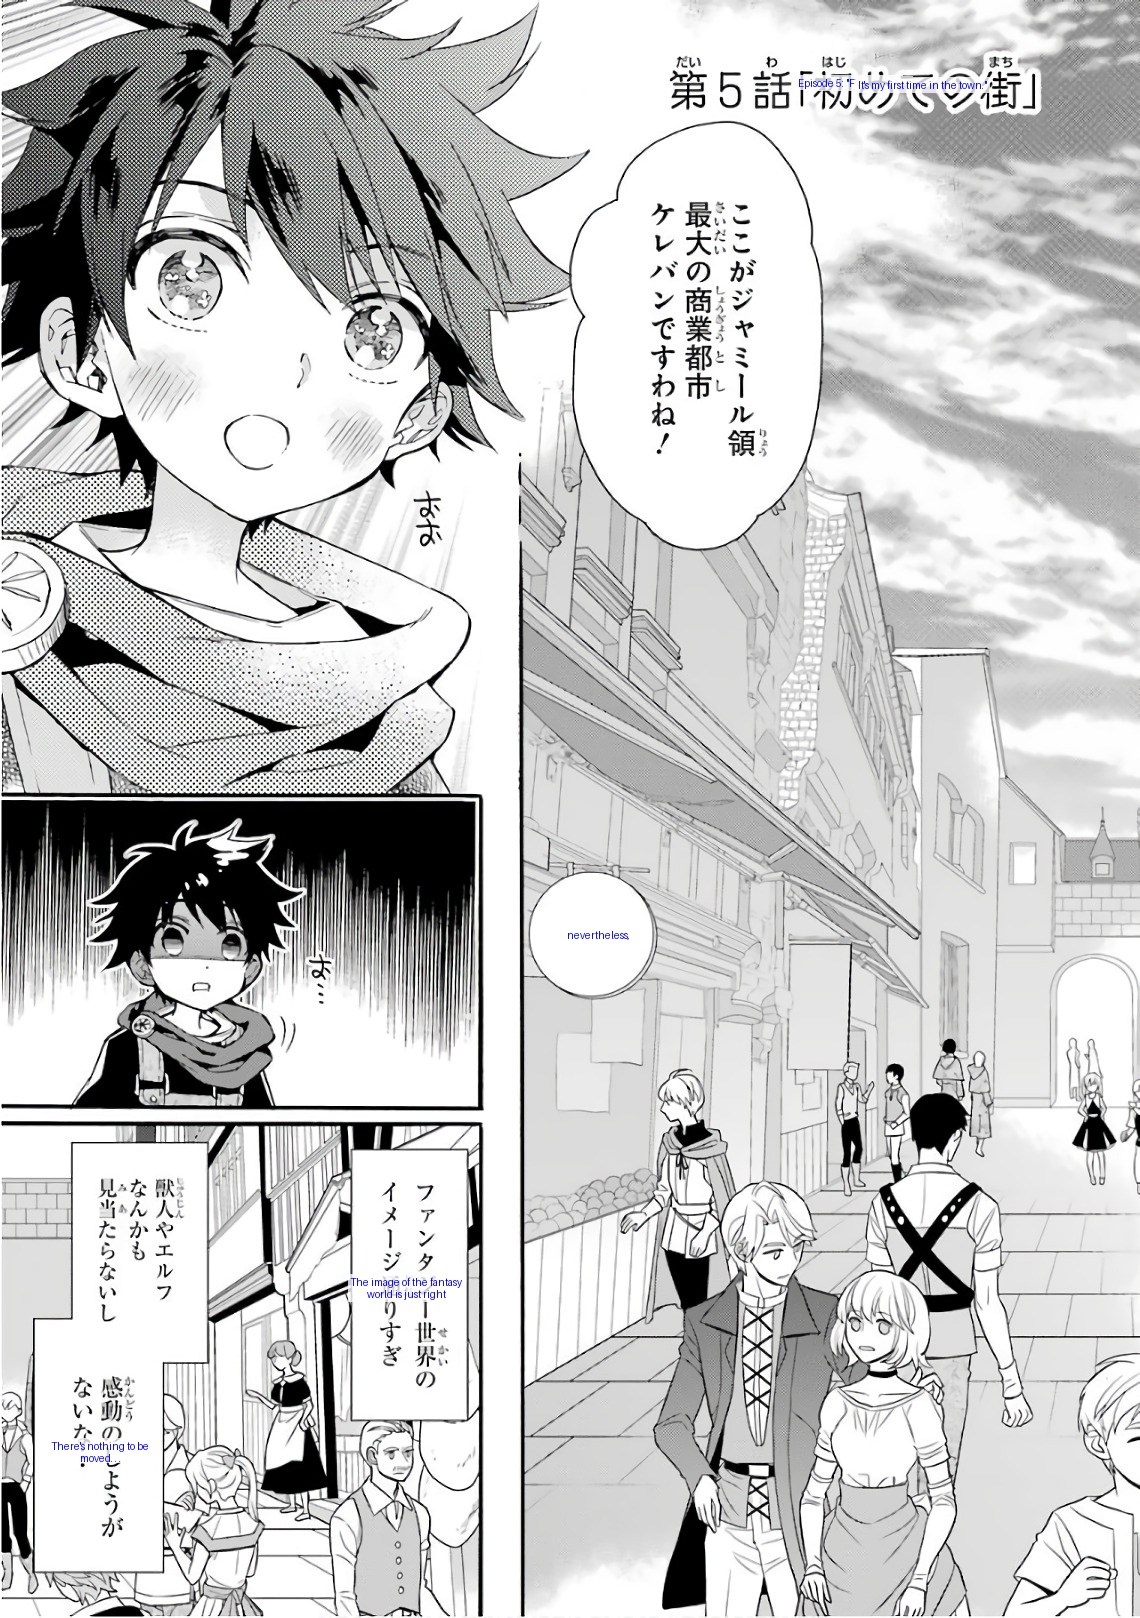 第5話「初めての街」
Episode 5: "F It's my first time in the town."
ここがジャミール領
最大の商業都市
ケレバンですわね!
おお
お…
nevertheless,
ファンタジー世界の
イメージ通りすぎ
The image of the fantasy
world is just right
獣人やエルフ
なんかも
見当たらないし
感動のしようが
ないな…
There's nothing to be
moved...